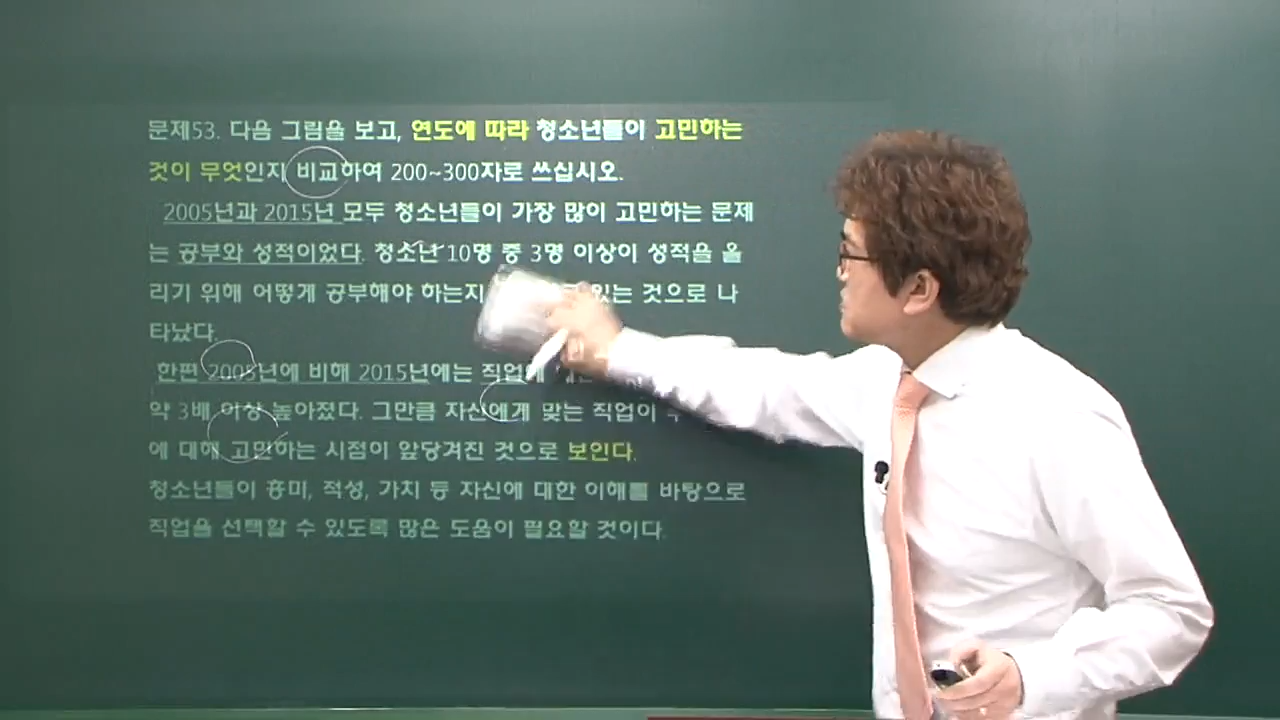 문제53. 다음 그림을 보고, 연도에 따라 청소년들이 고민하는
것이 무엇인지 비교하여 200~300자로 쓰십시오.
2005년과 2015년 모두 청소년들이 가장 많이 고민하는 문제
는 공부와 성적이었다. 청소년 10명 중 3명 이상이 성적을 올
리기 위해 어떻게 공부해야 하는지 있는 것으로 나
타났다.
한편 2005년에 비해 2015년에는 직업에
약 3배 이상 높아졌다. 그만큼 자신에게 맞는 직업이
에 대해 고민하는 시점이 앞당겨진 것으로 보인다.
청소년들이 흥미, 적성, 가치 등 자신에 대한 이해를 바탕으로
직업을 선택할 수 있도록 많은 도움이 필요할 것이다.